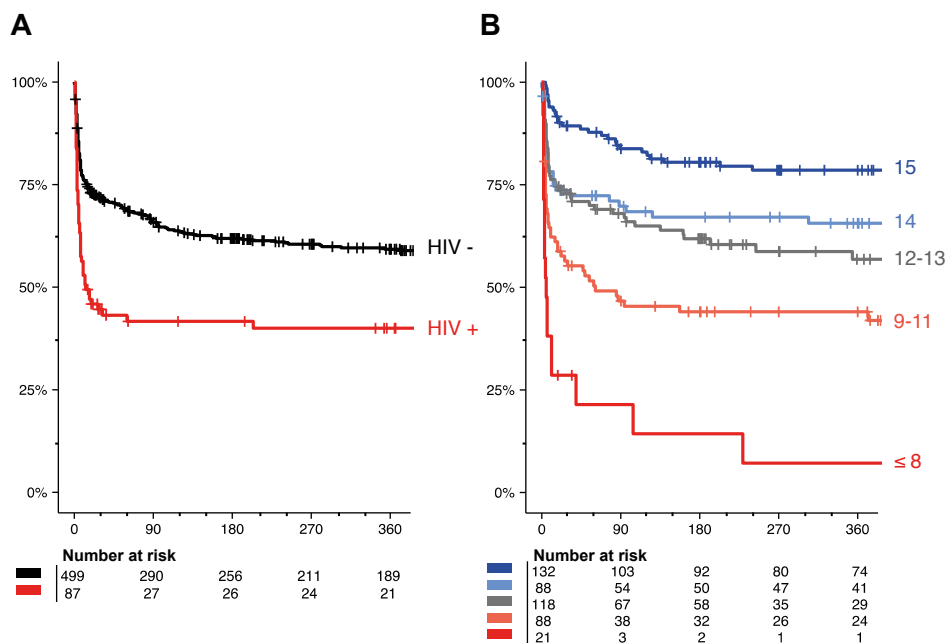 A
100%
75%
50%
25%
0%
HIV -
HIV +
0 90 180 270 360
Number at risk
499 290 256 211 189
87 27 26 24 21
B
100%
75%
50%
25%
0%
15
14
12-13
9-11
≤ 8
0 90 180 270 360
Number at risk
132 103 92 80 74
88 54 50 47 41
118 67 58 35 29
88 38 32 26 24
21 3 2 1 1